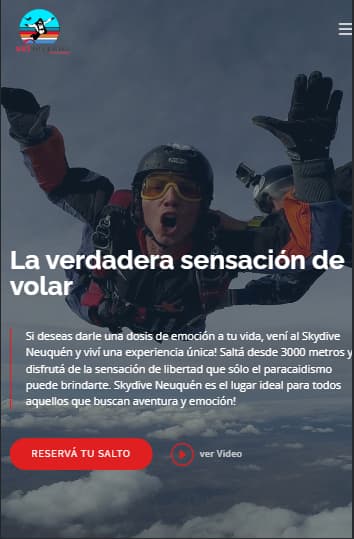 La verdadera sensación de
volar
Si deseas darle una dosis de emoción a tu vida, vení al Skydive
Neuquén y viví una experiencia única! Saltá desde 3000 metros y
disfrutá de la sensación de libertad que sólo el paracaidismo
puede brindarte. Skydive Neuquén es el lugar ideal para todos
aquellos que buscan aventura y emoción!
RESERVÁ TU SALTO
ver Video